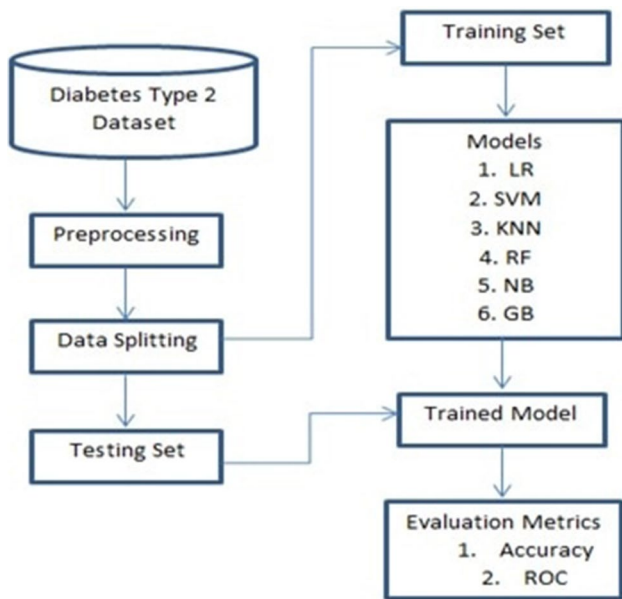 Diabetes Type 2
Dataset
Preprocessing
Data Splitting
Testing Set
Training Set
Models
1. LR
2. SVM
3. KNN
4. RF
5. NB
6. GB
Trained Model
Evaluation Metrics
1. Accuracy
2. ROC